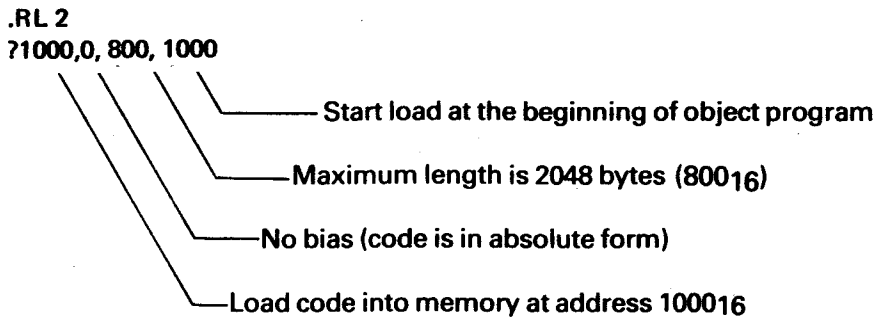 .RL 2
?1000,0, 800, 1000
Start load at the beginning of object program
Maximum length is 2048 bytes (800₁₆)
No bias (code is in absolute form)
Load code into memory at address 1000₁₆